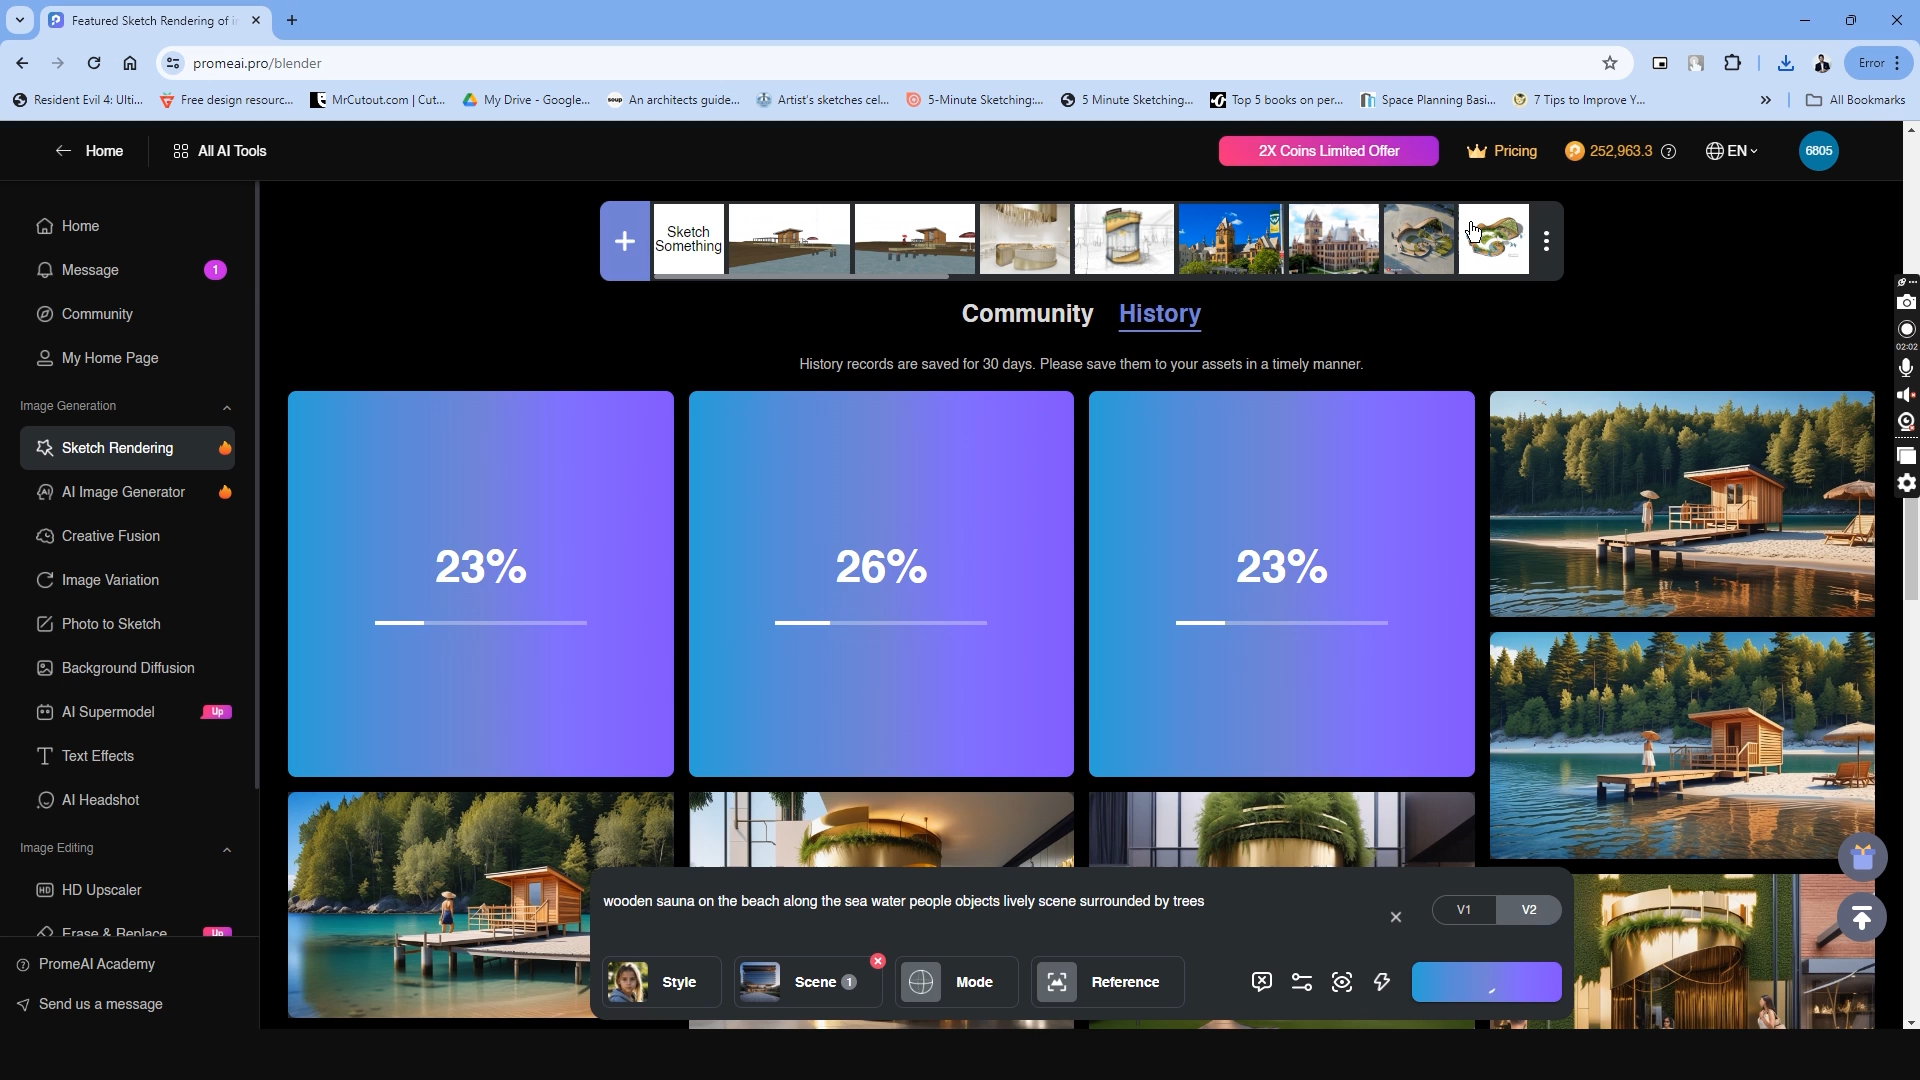 Featured Sketch Rendering of i
promeai.pro/blender
Error
Resident Evil 4: Ulti...
Free design resourc...
MrCutout.com | Cut...
My Drive - Google...
An architects guide...
Artist's sketches cel...
5-Minute Sketching:...
5 Minute Sketching...
Top 5 books on per...
Space Planning Basi...
7 Tips to Improve Y...
All Bookmarks
Home
All AI Tools
2X Coins Limited Offer
Pricing
252,963.3
EN
6805
Home
Message
1
Community
My Home Page
Image Generation
Sketch Rendering
AI Image Generator
Creative Fusion
Image Variation
Photo to Sketch
Background Diffusion
AI Supermodel
Up
Text Effects
AI Headshot
Image Editing
HD Upscaler
Erase & Replace
Up
PromeAI Academy
Send us a message
Sketch
Something
Community
History
History records are saved for 30 days. Please save them to your assets in a timely manner.
23%
26%
23%
02:02
wooden sauna on the beach along the sea water people objects lively scene surrounded by trees
V1
V2
Style
Scene
1
Mode
Reference